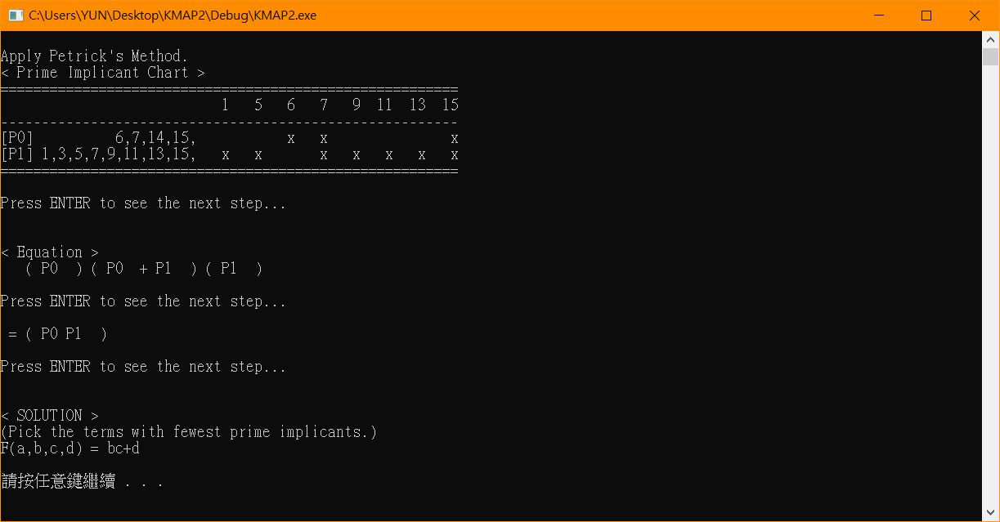 C:\Users\YUN\Desktop\KMAP2\Debug\KMAP2.exe
Apply Petrick's Method.
< Prime Implicant Chart >
========================================================
                           1   5   6   7   9  11  13  15
--------------------------------------------------------
[P0]          6,7,14,15,           x   x               x
[P1] 1,3,5,7,9,11,13,15,   x   x       x   x   x   x   x
========================================================
Press ENTER to see the next step...
< Equation >
   ( P0  ) ( P0  + P1  ) ( P1  )
Press ENTER to see the next step...
 = ( P0 P1  )
Press ENTER to see the next step...
< SOLUTION >
(Pick the terms with fewest prime implicants.)
F(a,b,c,d) = bc+d
請按任意鍵繼續 . . .